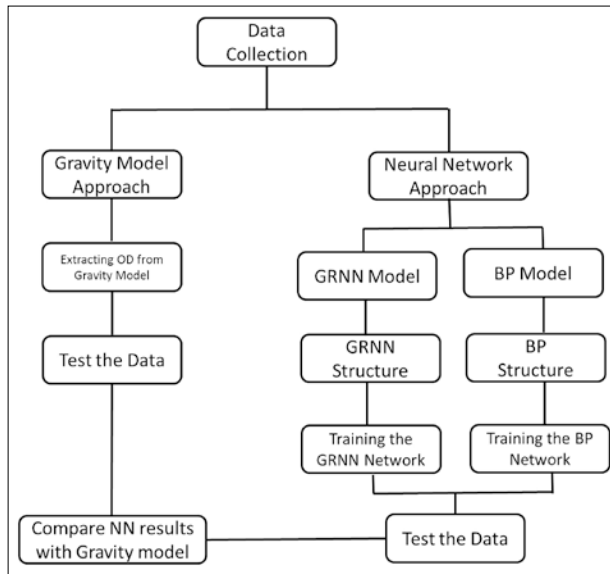 Data
Collection
Gravity Model
Approach
Neural Network
Approach
Extracting OD from
Gravity Model
GRNN Model
BP Model
Test the Data
GRNN
Structure
BP
Structure
Training the
GRNN Network
Training the BP
Network
Compare NN results
with Gravity model
Test the Data